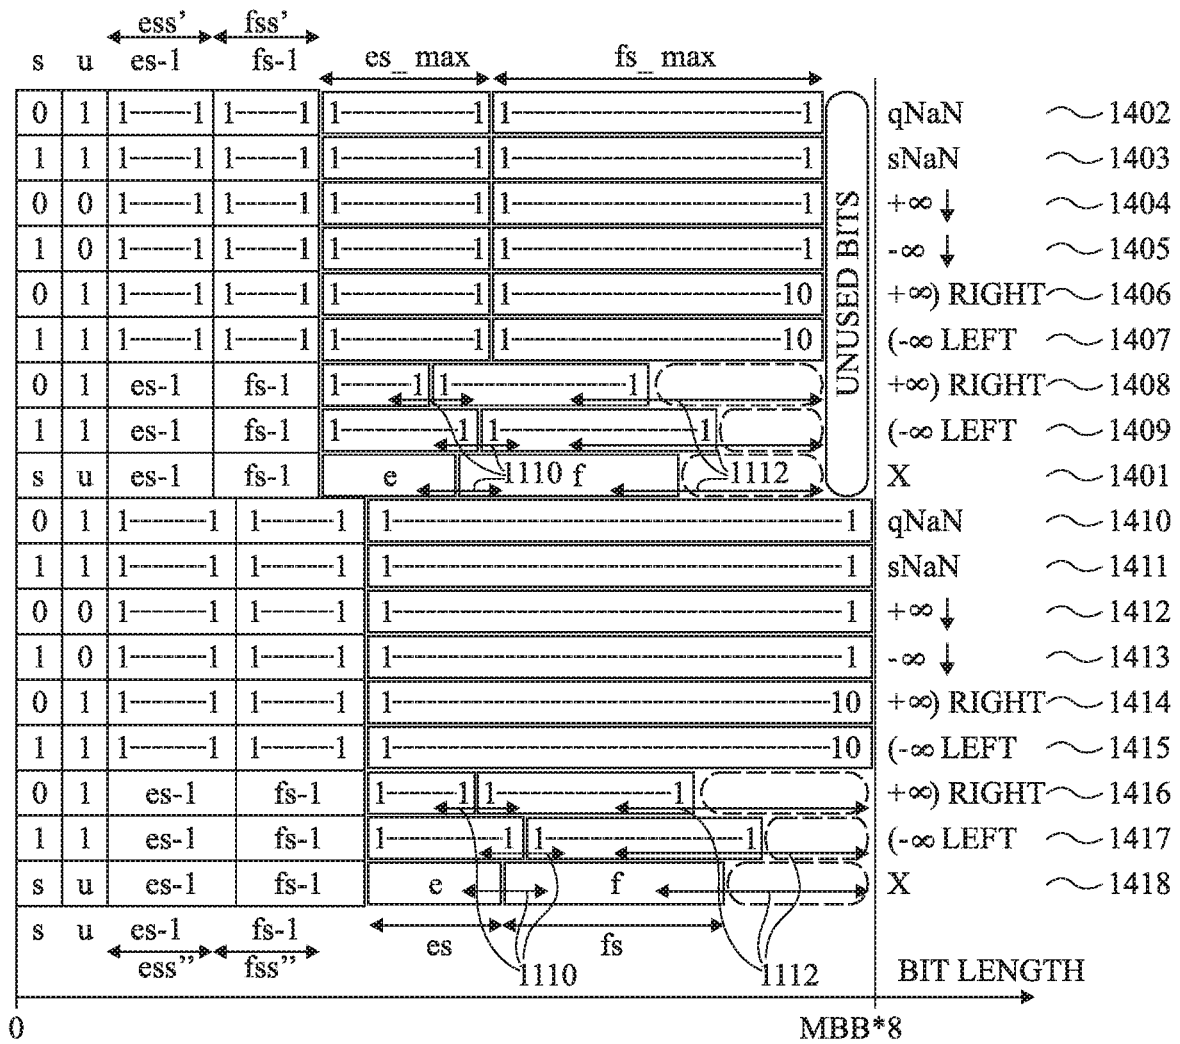 ess’ fss’
s u es-1 fs-1 es_ max fs_ max
0 1 1-------1 1-------1 1-------1 1-------1 qNaN 1402
1 1 1-------1 1-------1 1-------1 1-------1 sNaN 1403
0 0 1-------1 1-------1 1-------1 1-------1 +∞ ↓ 1404
1 0 1-------1 1-------1 1-------1 1-------1 -∞ ↓ 1405
0 1 1-------1 1-------1 1-------1 1-------10 +∞) RIGHT 1406
1 1 1-------1 1-------1 1-------1 1-------10 (-∞ LEFT 1407
UNUSED BITS
0 1 es-1 fs-1 1-------1 1-------1 +∞) RIGHT 1408
1 1 es-1 fs-1 1-------1 1-------1 (-∞ LEFT 1409
s u es-1 fs-1 e 1110 f 1112 X 1401
0 1 1-------1 1-------1 1-------1 qNaN 1410
1 1 1-------1 1-------1 1-------1 sNaN 1411
0 0 1-------1 1-------1 1-------1 +∞ ↓ 1412
1 0 1-------1 1-------1 1-------1 -∞ ↓ 1413
0 1 1-------1 1-------1 1-------10 +∞) RIGHT 1414
1 1 1-------1 1-------1 1-------10 (-∞ LEFT 1415
0 1 es-1 fs-1 1-------1 1-------1 +∞) RIGHT 1416
1 1 es-1 fs-1 1-------1 1-------1 (-∞ LEFT 1417
s u es-1 fs-1 e f X 1418
s u es-1 fs-1 es fs
ess” fss” 1110 1112 BIT LENGTH
0 MBB*8